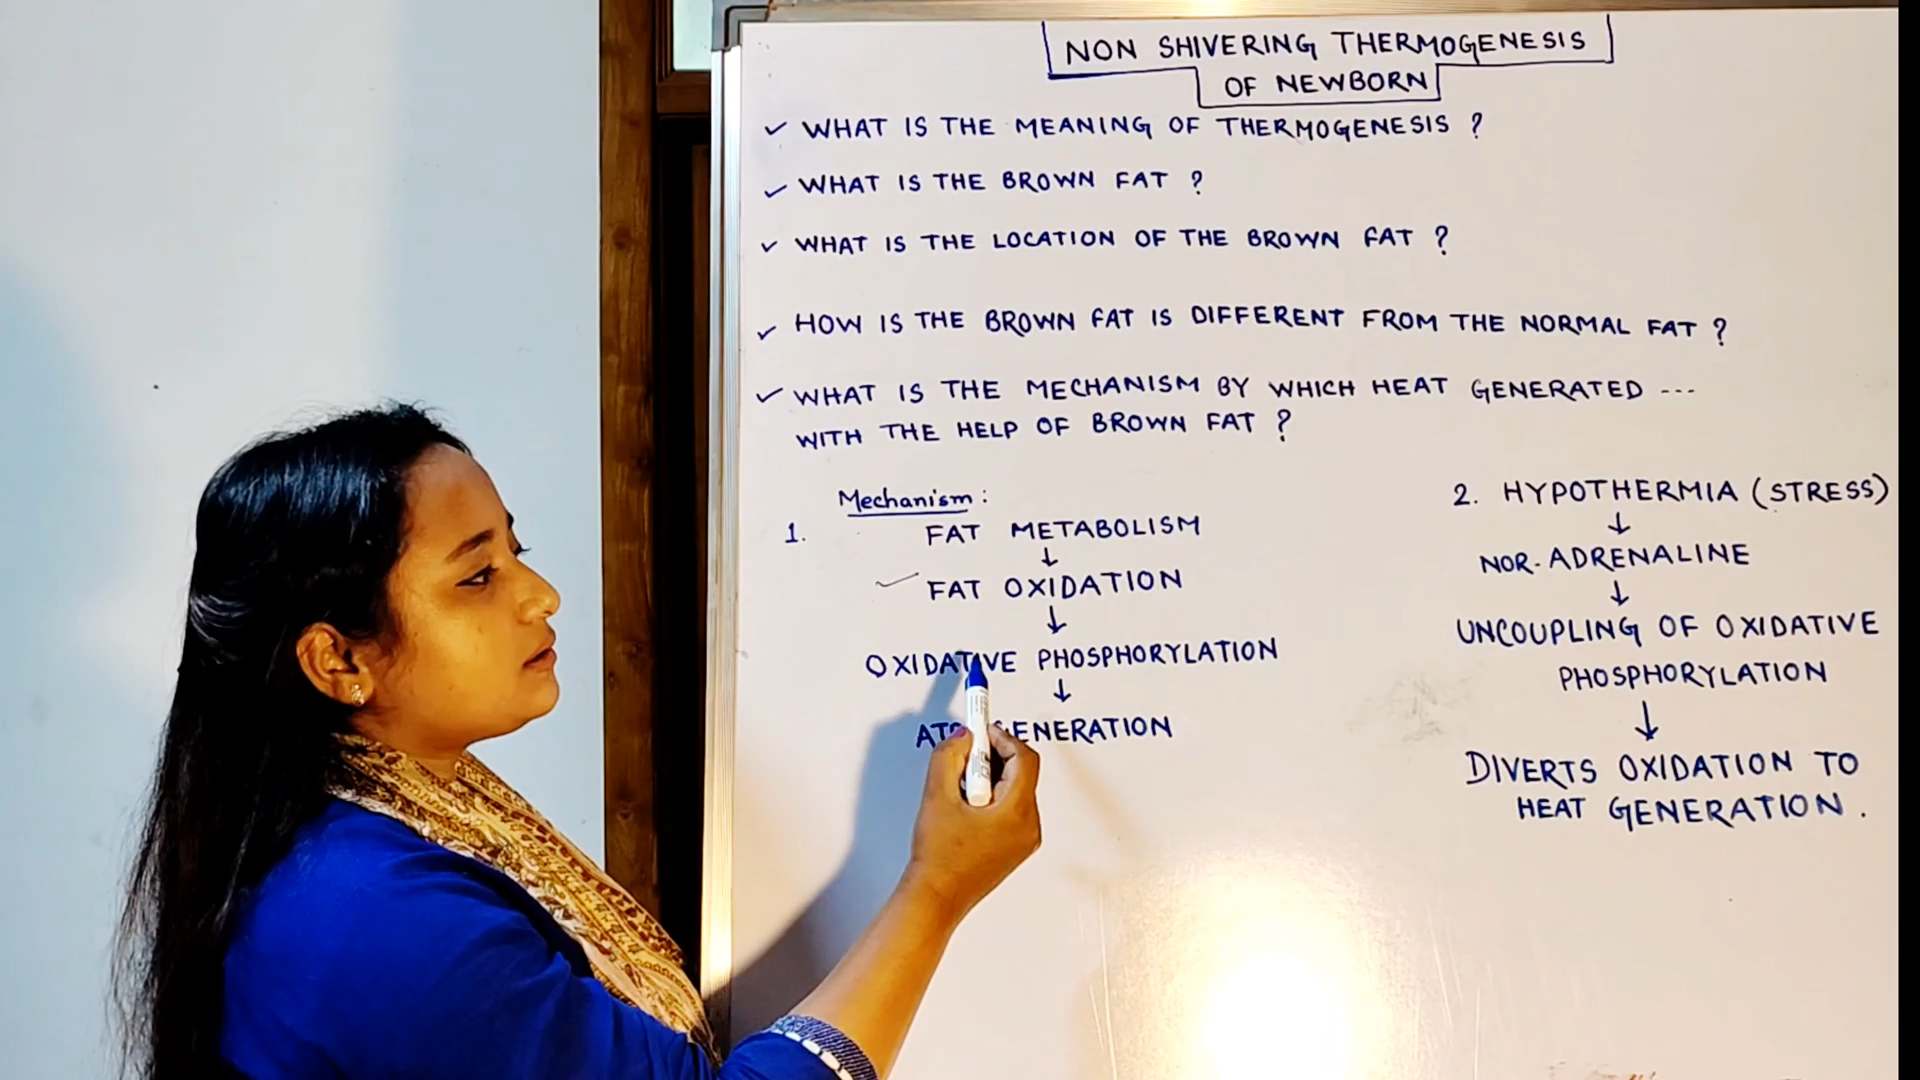 NON SHIVERING THERMOGENESIS
OF NEWBORN
✓ WHAT IS THE MEANING OF THERMOGENESIS ?
✓ WHAT IS THE BROWN FAT ?
✓ WHAT IS THE LOCATION OF THE BROWN FAT ?
✓ HOW IS THE BROWN FAT IS DIFFERENT FROM THE NORMAL FAT ?
✓ WHAT IS THE MECHANISM BY WHICH HEAT GENERATED ---
WITH THE HELP OF BROWN FAT ?
Mechanism :
1. FAT METABOLISM
↓
✓ FAT OXIDATION
↓
OXIDATIVE PHOSPHORYLATION
↓
GENERATION
2. HYPOTHERMIA (STRESS)
↓
NOR-ADRENALINE
↓
UNCOUPLING OF OXIDATIVE
PHOSPHORYLATION
↓
DIVERTS OXIDATION TO
HEAT GENERATION.